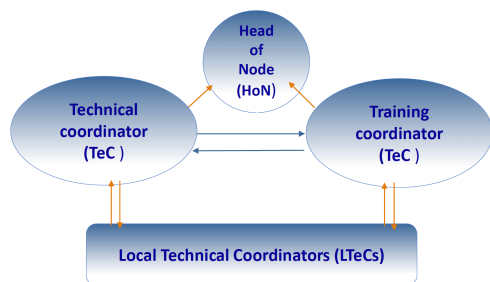 Head
of
Node
(HoN)
Technical
coordinator
(TeC )
Training
coordinator
(TeC )
Local Technical Coordinators (LTeCs)